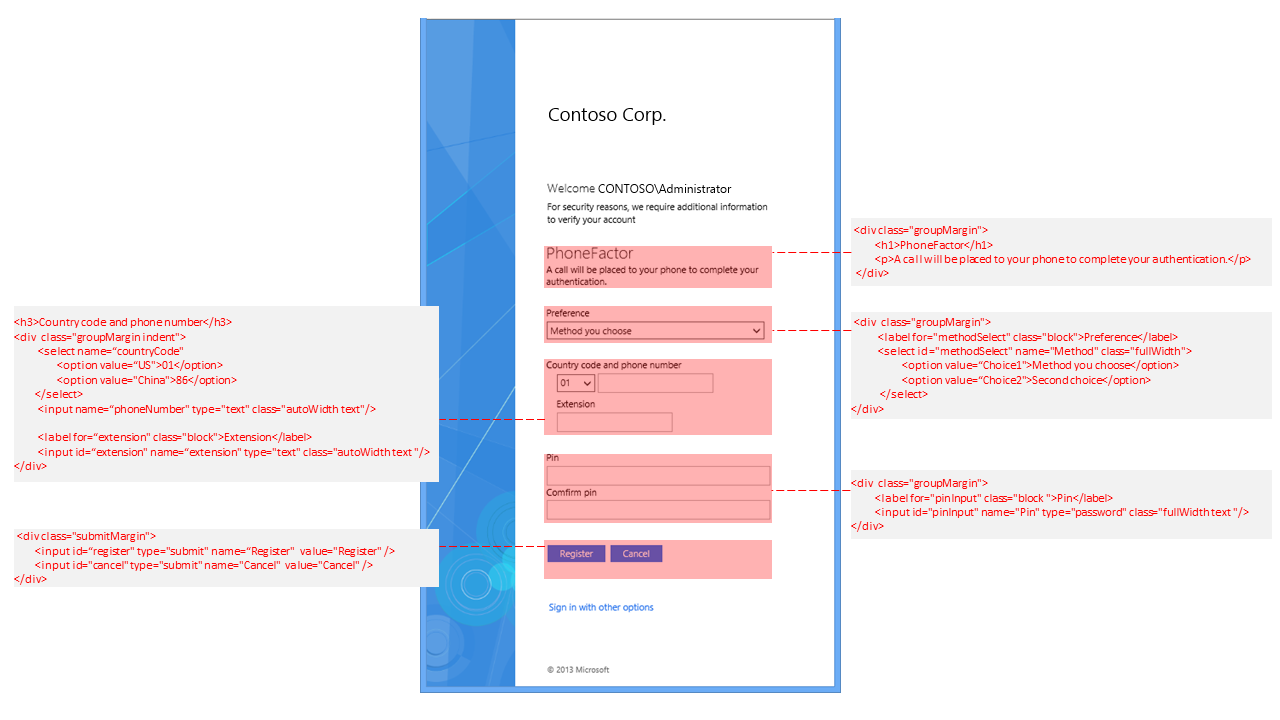 Contoso Corp.
Welcome CONTOSO\Administrator
For security reasons, we require additional information
to verify your account
PhoneFactor
A call will be placed to your phone to complete your
authentication.
Preference
Method you choose
Country code and phone number
01
Extension
Pin
Comfirm pin
Register Cancel
Sign in with other options
© 2013 Microsoft
<h3>Country code and phone number</h3>
<div class="groupMargin indent">
<select name="countryCode"
<option value="US">01</option>
<option value="China">86</option>
</select>
<input name="phoneNumber" type="text" class="autoWidth text"/>
<label for="extension" class="block">Extension</label>
<input id="extension" name="extension" type="text" class="autoWidth text "/>
</div>
<div class="submitMargin">
<input id="register" type="submit" name="Register" value="Register" />
<input id="cancel" type="submit" name="Cancel" value="Cancel" />
</div>
<div class="groupMargin">
<h1>PhoneFactor</h1>
<p>A call will be placed to your phone to complete your authentication.</p>
</div>
<div class="groupMargin">
<label for="methodSelect" class="block">Preference</label>
<select id="methodSelect" name="Method" class="fullWidth">
<option value="Choice1">Method you choose</option>
<option value="Choice2">Second choice</option>
</select>
</div>
<div class="groupMargin">
<label for="pinInput" class="block ">Pin</label>
<input id="pinInput" name="Pin" type="password" class="fullWidth text "/>
</div>